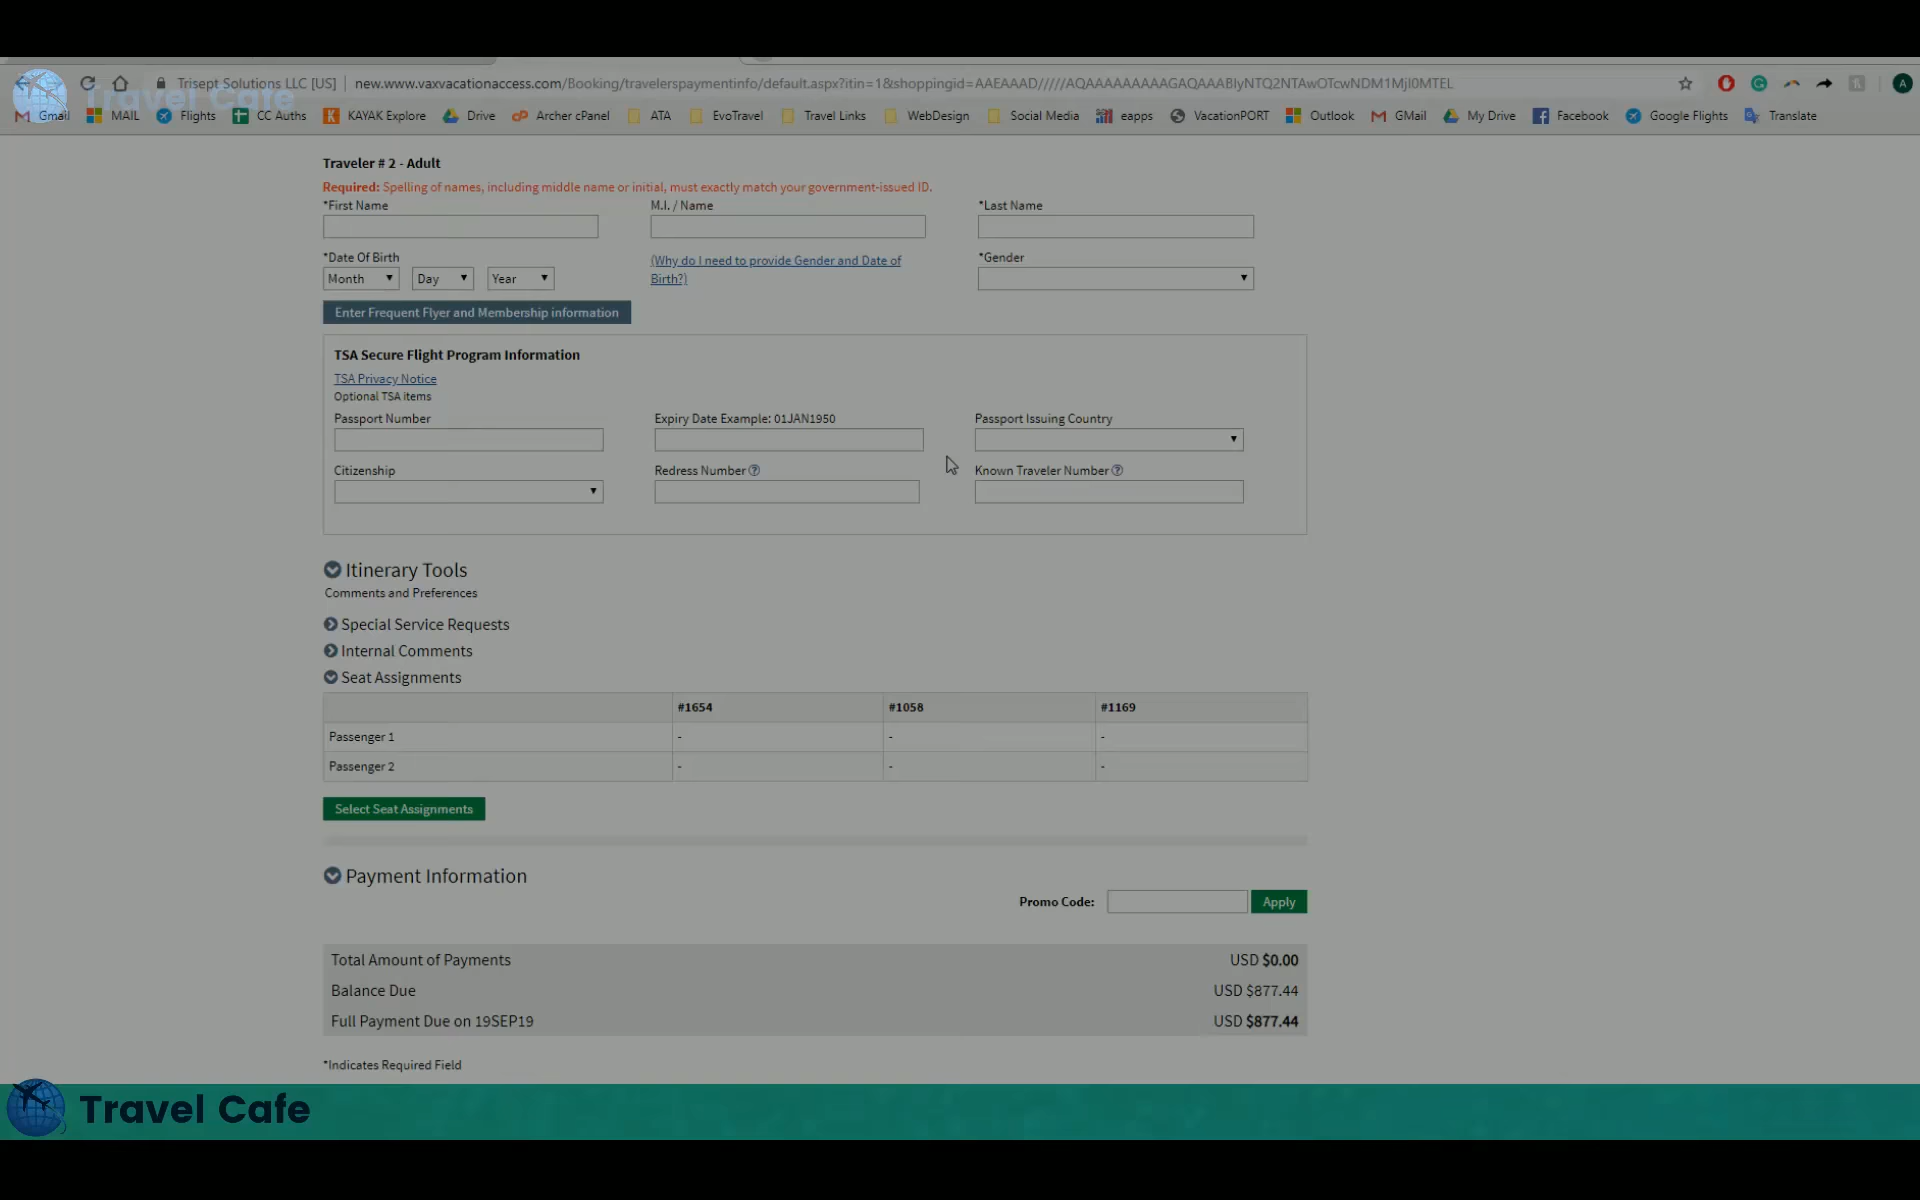 Trisept Solutions LLC [US] | new.www.vaxvacationaccess.com/Booking/travelerspaymentinfo/default.aspx?itin=1&shoppingid=
Travel Cafe
Gmail MAIL Flights CC Auths KAYAK Explore Drive Archer cPanel ATA EvoTravel Travel Links WebDesign Social Media eapps VacationPORT Outlook GMail My Drive Facebook Google Flights Translate
Traveler # 2 - Adult
Required: Spelling of names, including middle name or initial, must exactly match your government-issued ID.
*First Name M.I. / Name *Last Name
*Date Of Birth (Why do I need to provide Gender and Date of Birth?) *Gender
Month Day Year
Enter Frequent Flyer and Membership information
TSA Secure Flight Program Information
TSA Privacy Notice
Optional TSA items
Passport Number Expiry Date Example: 01JAN1950 Passport Issuing Country
Citizenship Redress Number Known Traveler Number
Itinerary Tools
Comments and Preferences
Special Service Requests
Internal Comments
Seat Assignments
#1654 #1058 #1169
Passenger 1 - - -
Passenger 2 - - -
Select Seat Assignments
Payment Information
Promo Code: Apply
Total Amount of Payments USD $0.00
Balance Due USD $877.44
Full Payment Due on 19SEP19 USD $877.44
*Indicates Required Field
Travel Cafe